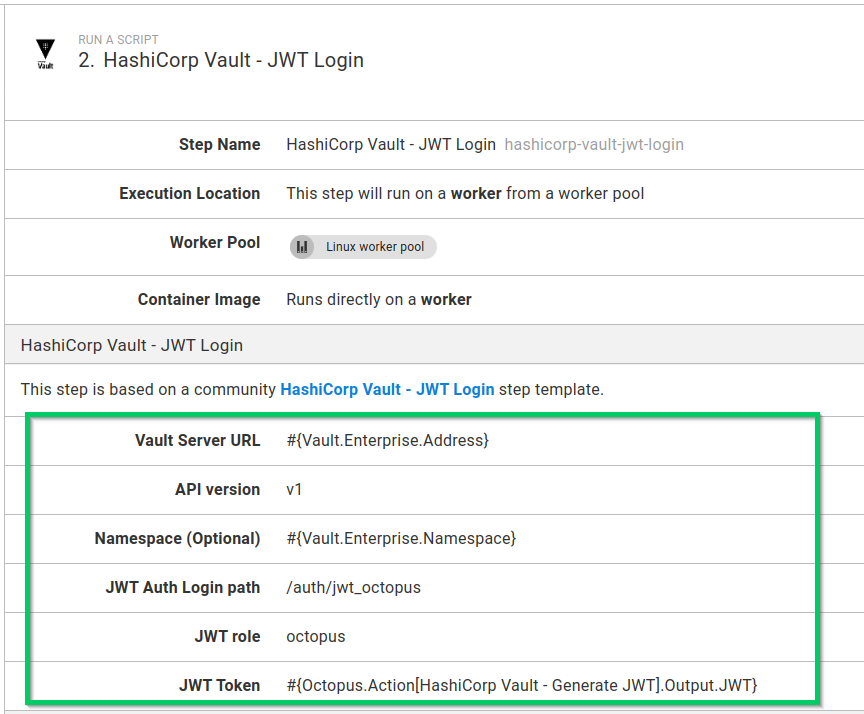 Vault
RUN A SCRIPT
2. HashiCorp Vault - JWT Login
Step Name HashiCorp Vault - JWT Login hashicorp-vault-jwt-login
Execution Location This step will run on a worker from a worker pool
Worker Pool Linux worker pool
Container Image Runs directly on a worker
HashiCorp Vault - JWT Login
This step is based on a community HashiCorp Vault - JWT Login step template.
Vault Server URL #{Vault.Enterprise.Address}
API version v1
Namespace (Optional) #{Vault.Enterprise.Namespace}
JWT Auth Login path /auth/jwt_octopus
JWT role octopus
JWT Token #{Octopus.Action[HashiCorp Vault - Generate JWT].Output.JWT}